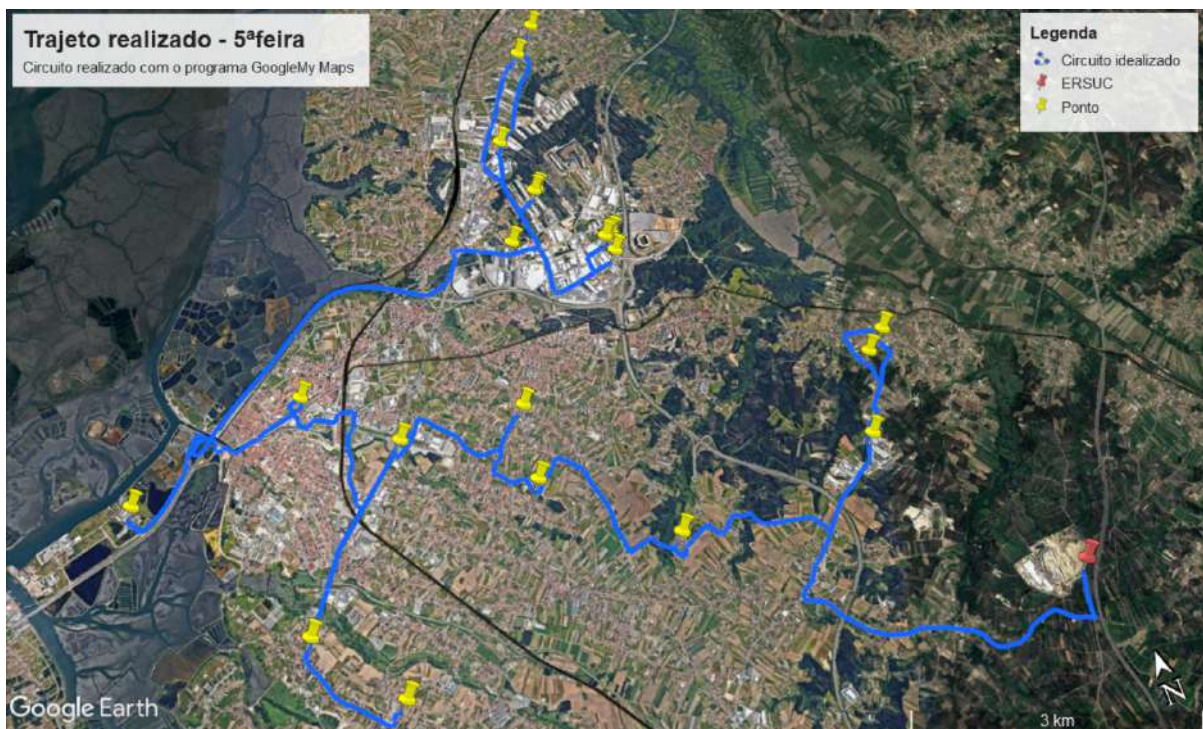 Trajeto realizado - 5ªfeira
Circuito realizado com o programa GoogleMy Maps
Legenda
Circuito idealizado
ERSUC
Ponto
Google Earth
N
3 km